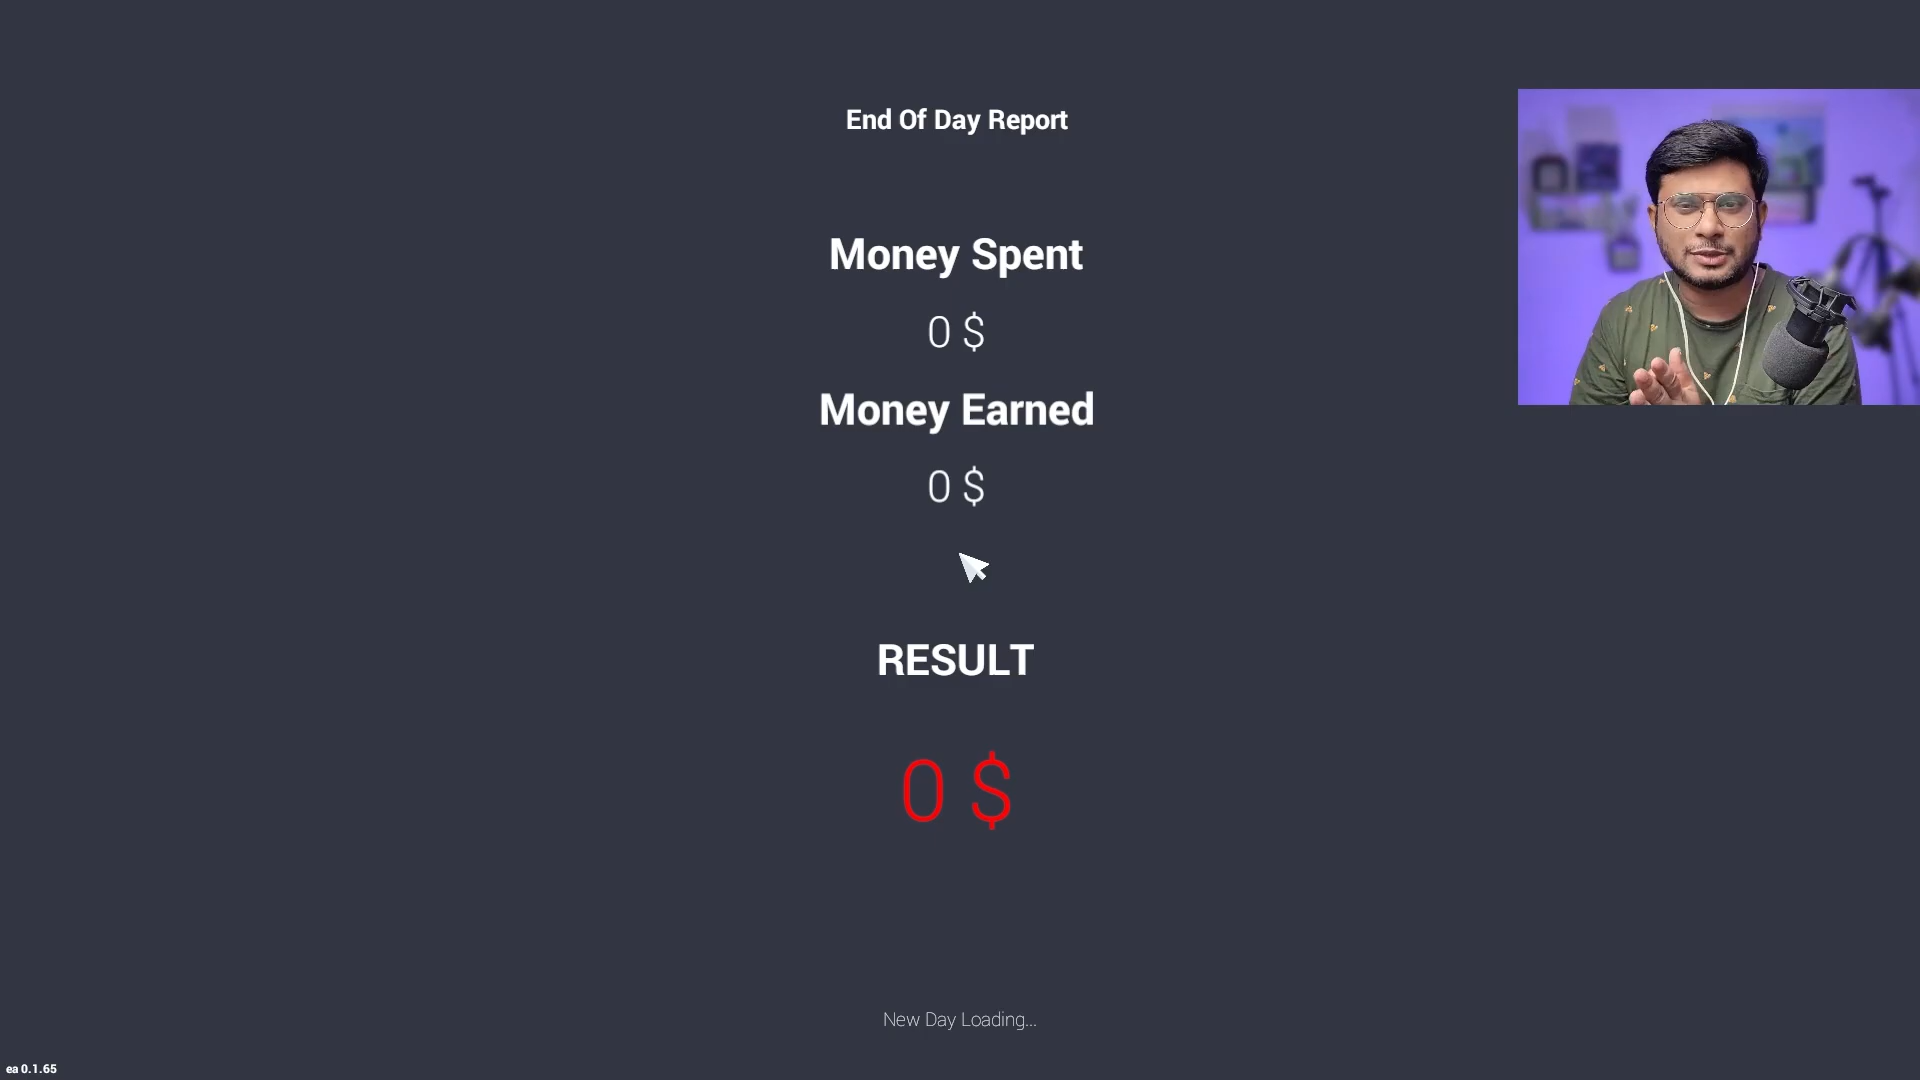 End Of Day Report
Money Spent
0 $
Money Earned
0 $
RESULT
0 $
New Day Loading...
ea 0.1.65